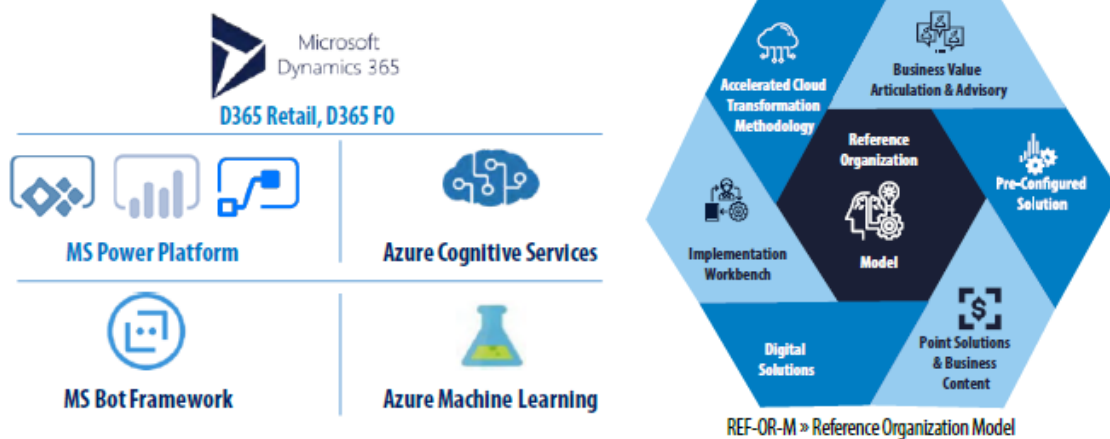 Microsoft
Dynamics 365
D365 Retail, D365 FO
MS Power Platform
Azure Cognitive Services
MS Bot Framework
Azure Machine Learning
Accelerated Cloud
Transformation
Methodology
Business Value
Articulation & Advisory
Reference
Organization
Model
Pre-Configured
Solution
Implementation
Workbench
Digital
Solutions
Point Solutions
& Business
Content
REF-OR-M » Reference Organization Model